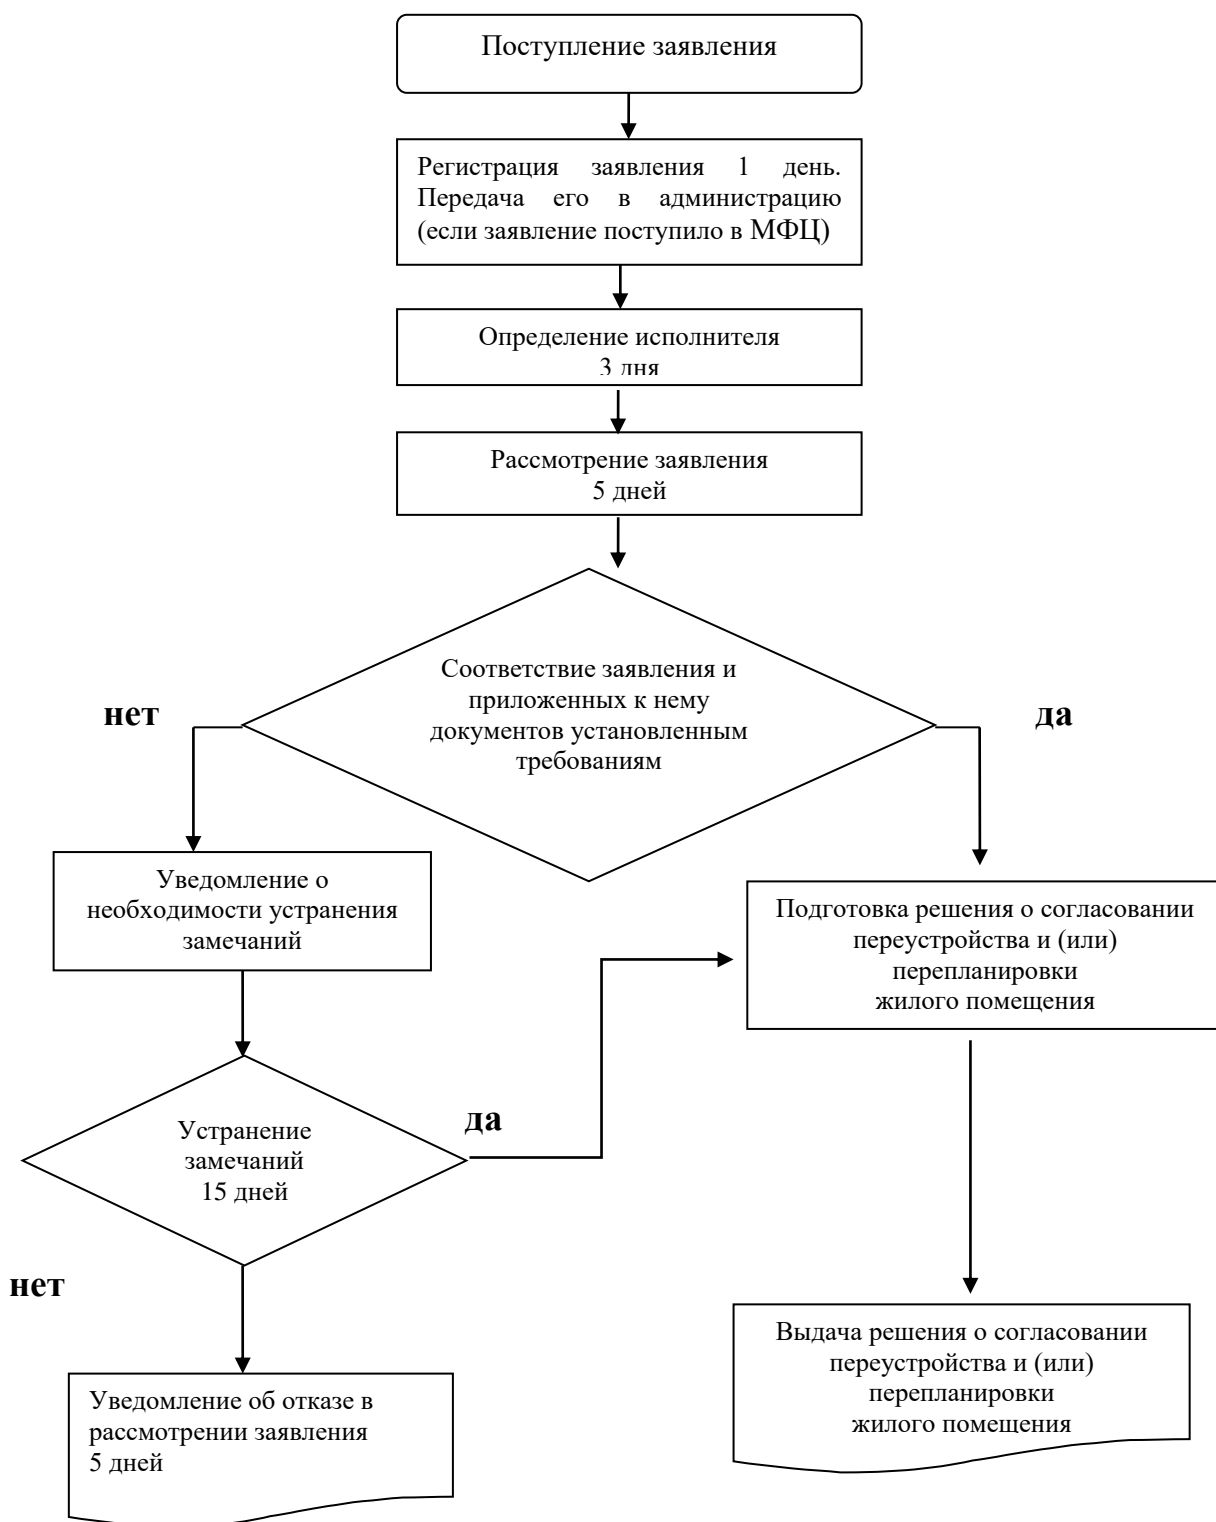 Поступление заявления
Регистрация заявления 1 день.
Передача его в администрацию
(если заявление поступило в МФЦ)
Определение исполнителя
3 дня
Рассмотрение заявления
5 дней
Соответствие заявления и
приложенных к нему
документов установленным
требованиям
нет
да
Уведомление о
необходимости устранения
замечаний
Подготовка решения о согласовании
переустройства и (или)
перепланировки
жилого помещения
Устранение
замечаний
15 дней
да
нет
Уведомление об отказе в
рассмотрении заявления
5 дней
Выдача решения о согласовании
переустройства и (или)
перепланировки
жилого помещения